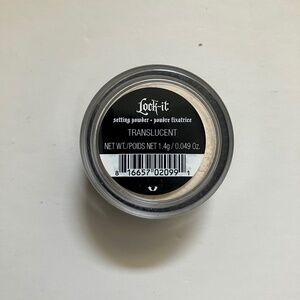 Lock-it
setting powder - poudre fixatrice
TRANSLUCENT
NET WT./POIDS NET 1.4g / 0.049 Oz.
8 16657 02099 1